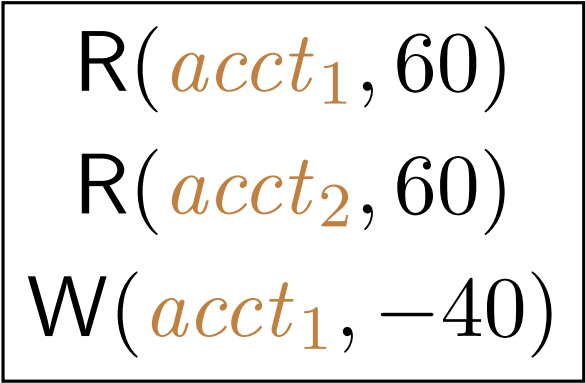 R(acct₁, 60)
R(acct₂, 60)
W(acct₁, −40)